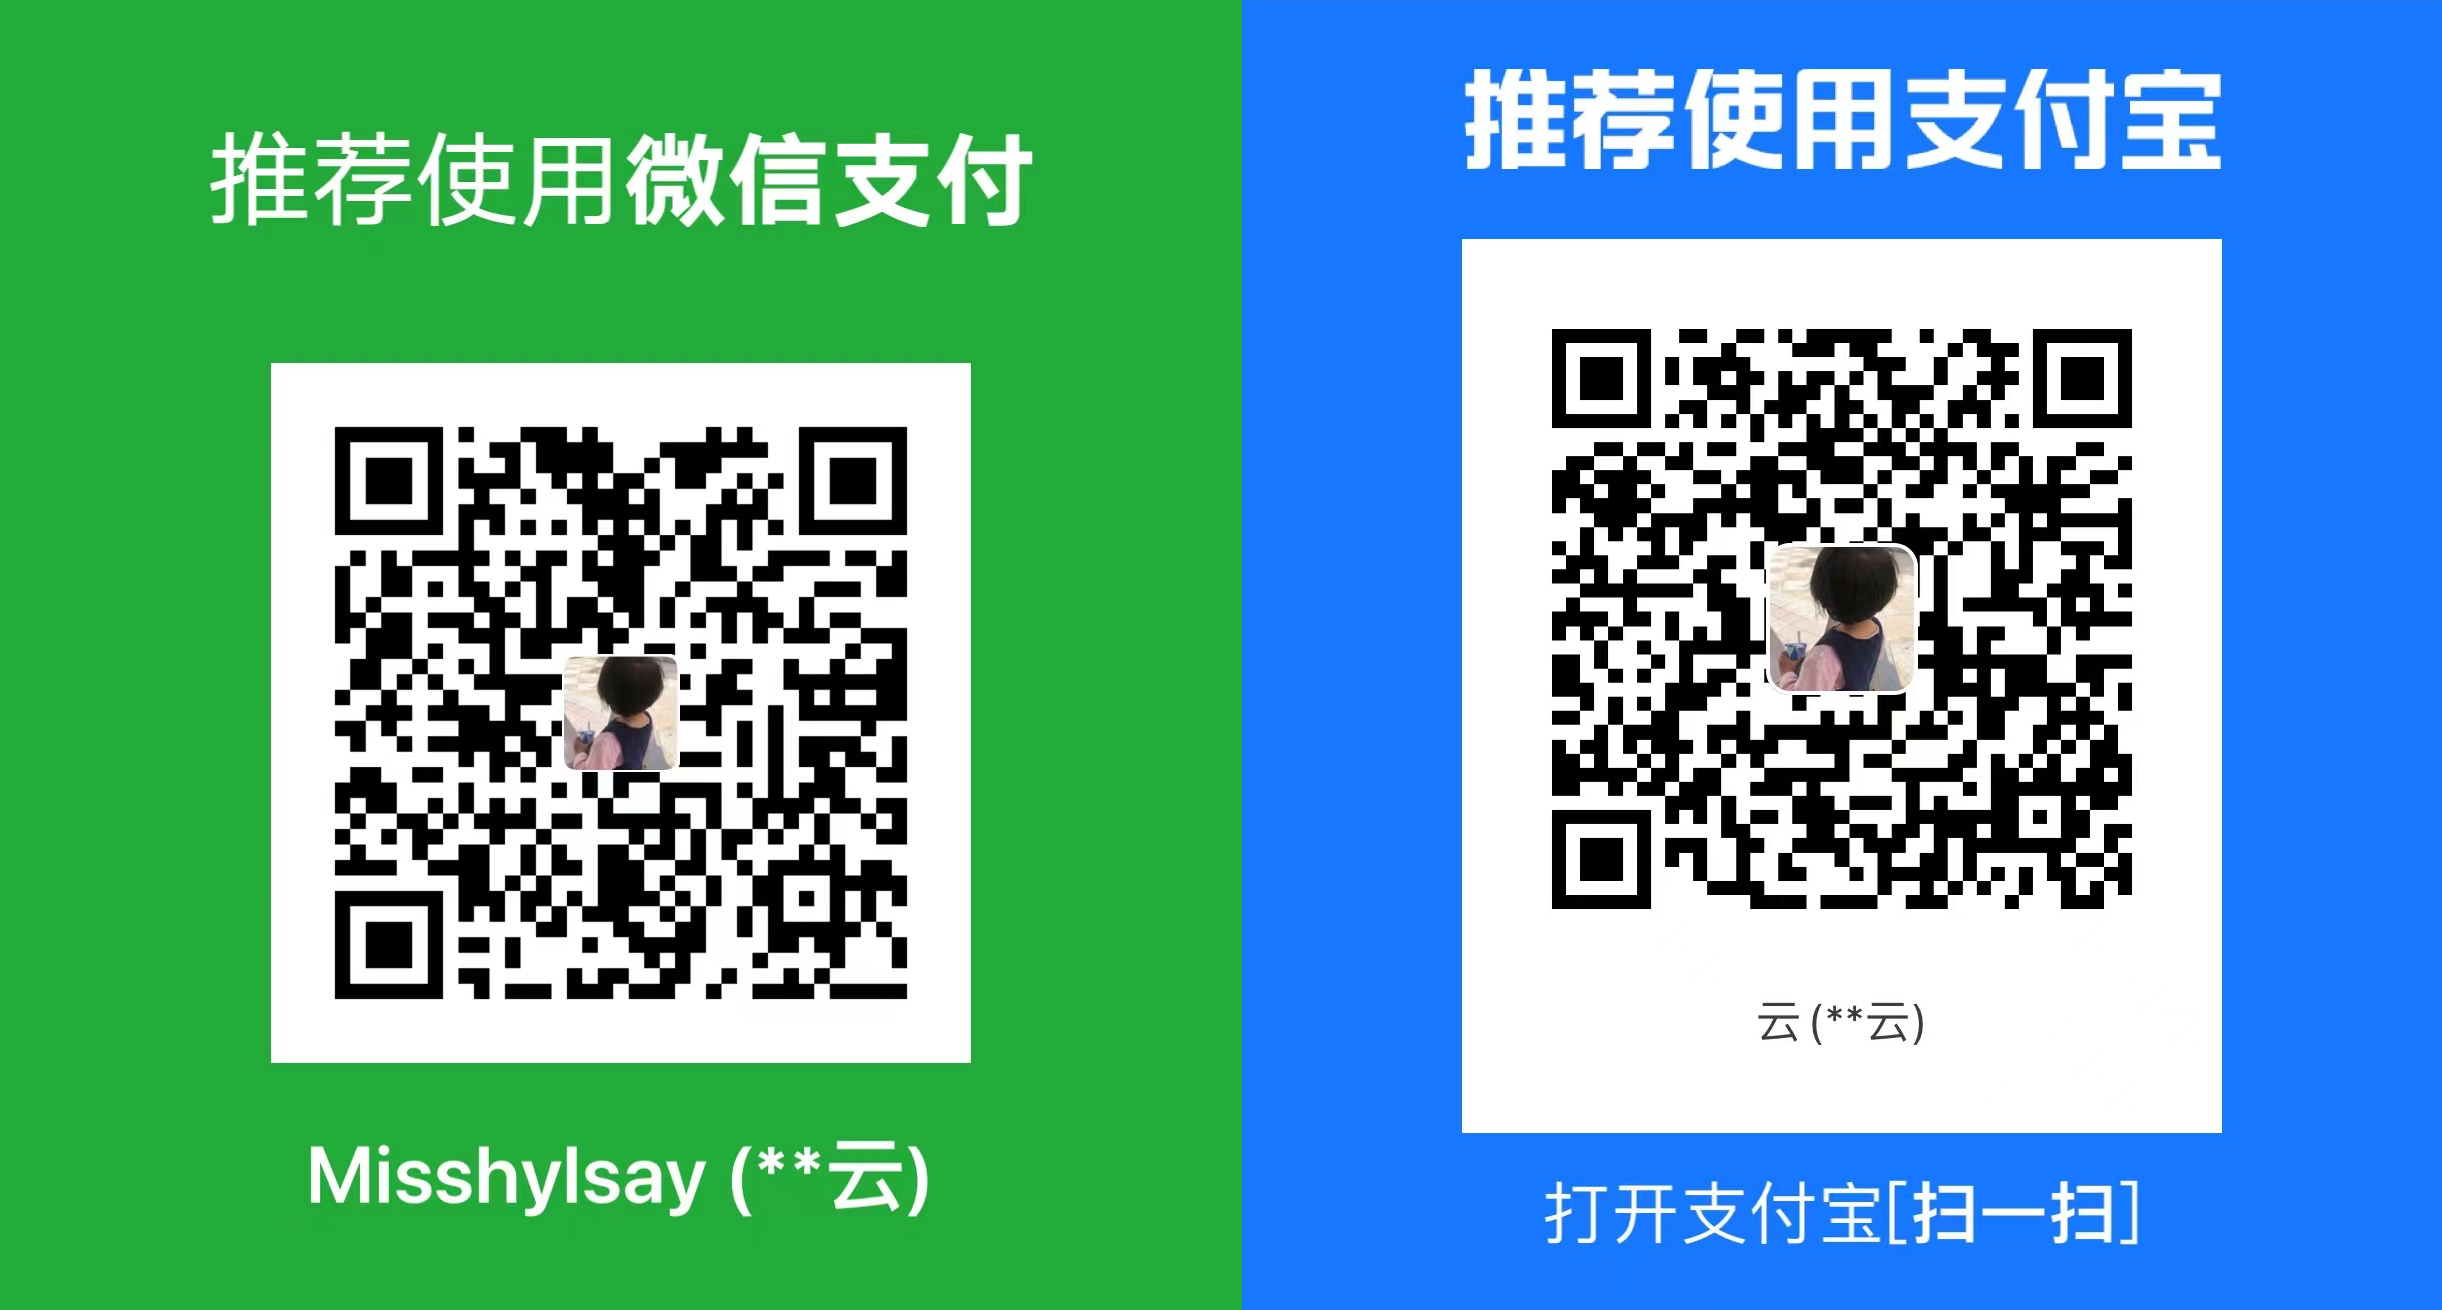 推荐使用微信支付
Misshylsay (**云)
推荐使用支付宝
云 (**云)
打开支付宝[扫一扫]